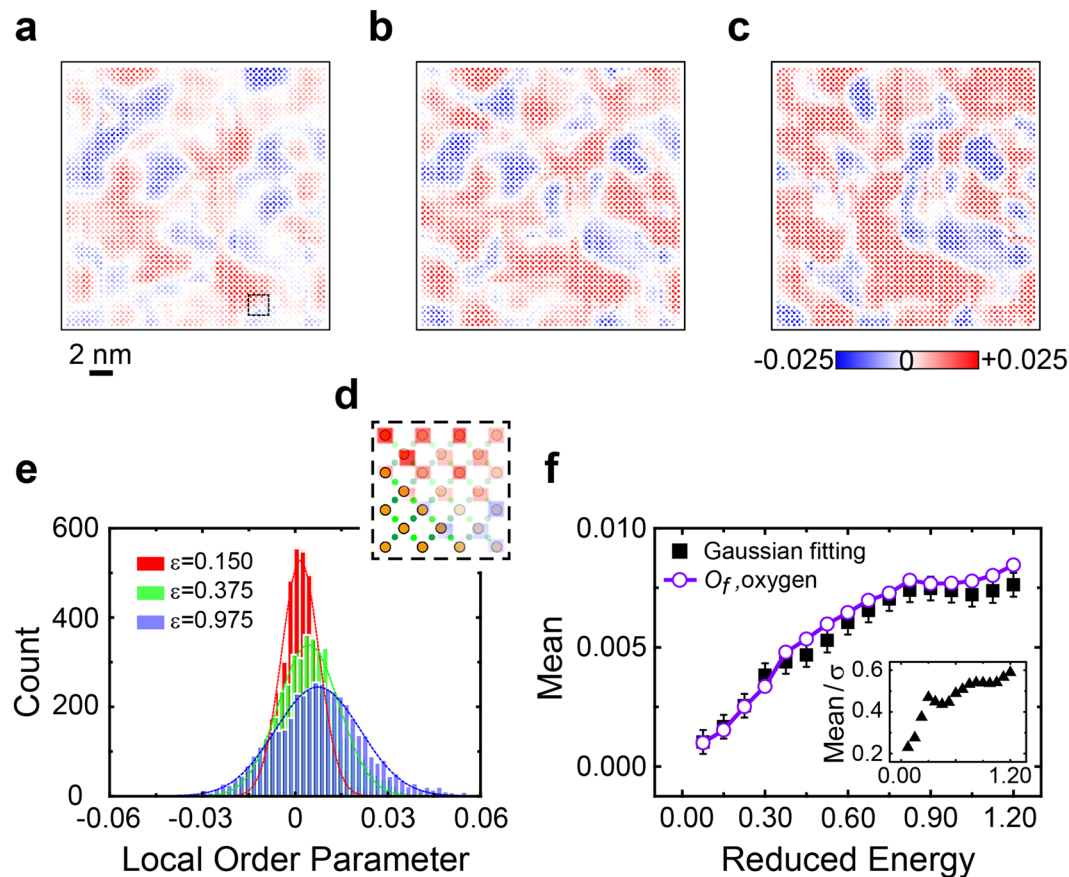 a
b
c
2 nm
-0.025
0
+0.025
d
e
f
600
400
200
0
Count
ε=0.150
ε=0.375
ε=0.975
-0.06
-0.03
0
0.03
0.06
Local Order Parameter
0.010
0.005
0.000
Mean
Gaussian fitting
O_f,oxygen
0.6
0.4
0.2
Mean/σ
0.00
1.20
0.00
0.30
0.60
0.90
1.20
Reduced Energy